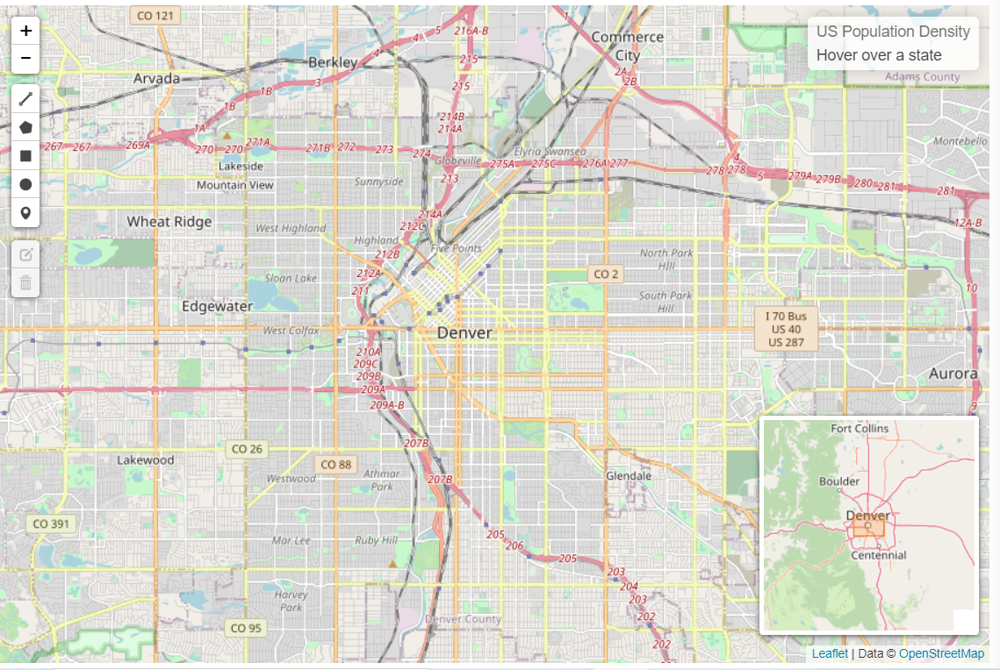 CO 121
216A-B
Commerce
City
US Population Density
Hover over a state
+
−
4
5
1
Berkley
215
2A
2B
Adams County
Arvada
3
1B
215
1B
214B
214A
1A
267
267
269A
270
270
271A
271B
272
273
274
Globeville
Elyria Swansea
275A
275C
276A
277
278
278
4
5
279A
279B
280
281
281
Montebello
Lakeside
Mountain View
Sunnyside
213
Wheat Ridge
West Highland
214A
212C
12A-B
Highland
212B
Five Points
North Park
Hill
Sloan Lake
212A
211
CO 2
South Park
Hill
10
Edgewater
I 70 Bus
US 40
US 287
West Colfax
Denver
210A
209C
209B
209A
209A-B
Aurora
9
207B
CO 26
Lakewood
CO 88
Westwood
Athmar
Park
207B
Glendale
CO 391
Mar Lee
Ruby Hill
205
206
205
203
204
203
202
202
Harvey
Park
CO 95
Denver County
Fort Collins
Boulder
Denver
Centennial
Leaflet | Data © OpenStreetMap